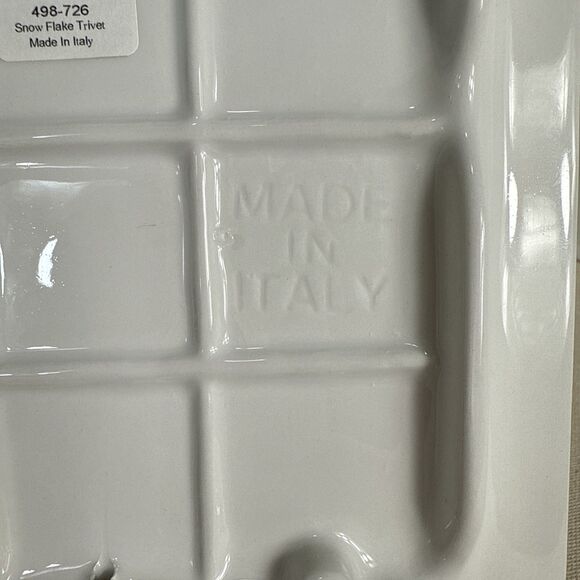 498-726
Snow Flake Trivet
Made In Italy
MADE
IN
ITALY